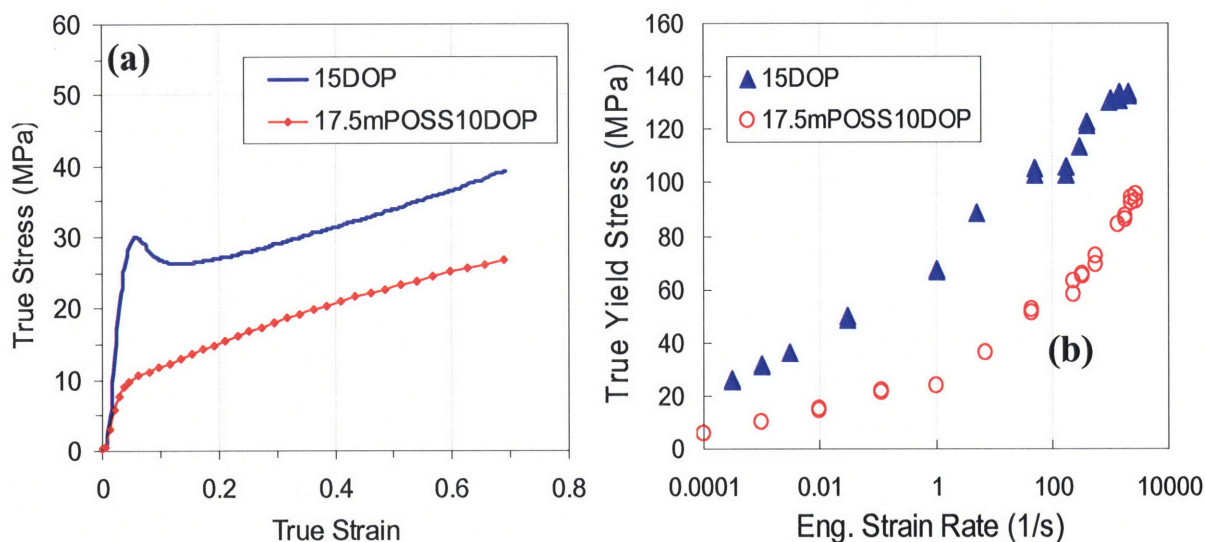 (a)
15DOP
17.5mPOSS10DOP
60
50
40
30
20
10
0
0
0.2
0.4
0.6
0.8
True Stress (MPa)
True Strain
(b)
15DOP
17.5mPOSS10DOP
160
140
120
100
80
60
40
20
0
0.0001
0.01
1
100
10000
True Yield Stress (MPa)
Eng. Strain Rate (1/s)